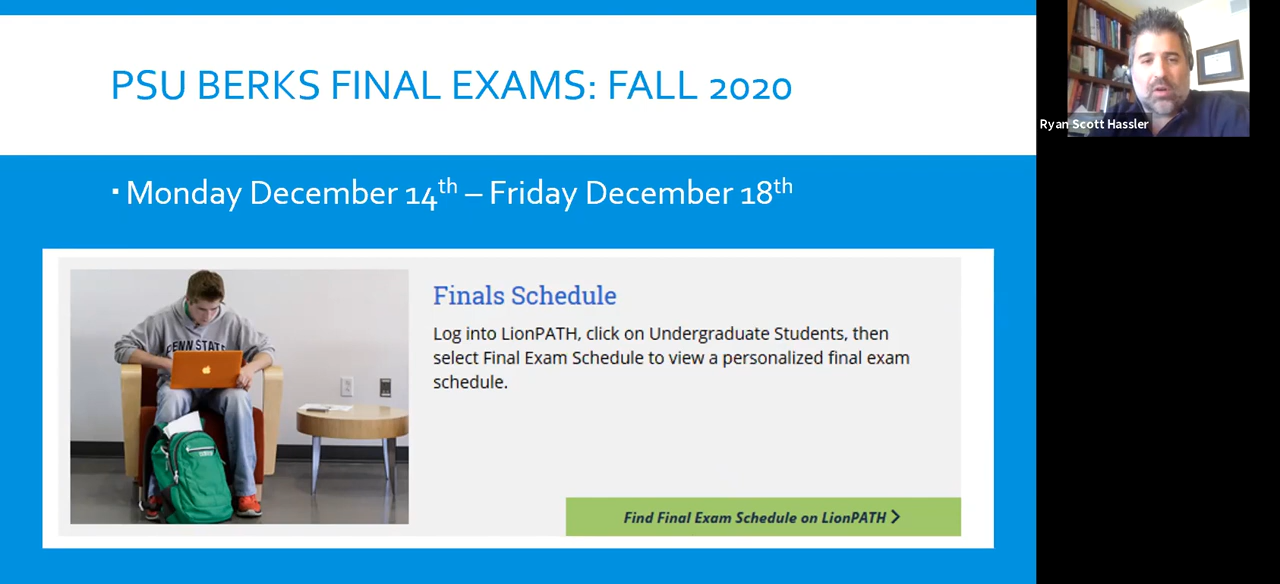 PSU BERKS FINAL EXAMS: FALL 2020
Ryan Scott Hassler
▪ Monday December 14th – Friday December 18th
Finals Schedule
Log into LionPATH, click on Undergraduate Students, then
select Final Exam Schedule to view a personalized final exam
schedule.
PENN STATE
Find Final Exam Schedule on LionPATH >